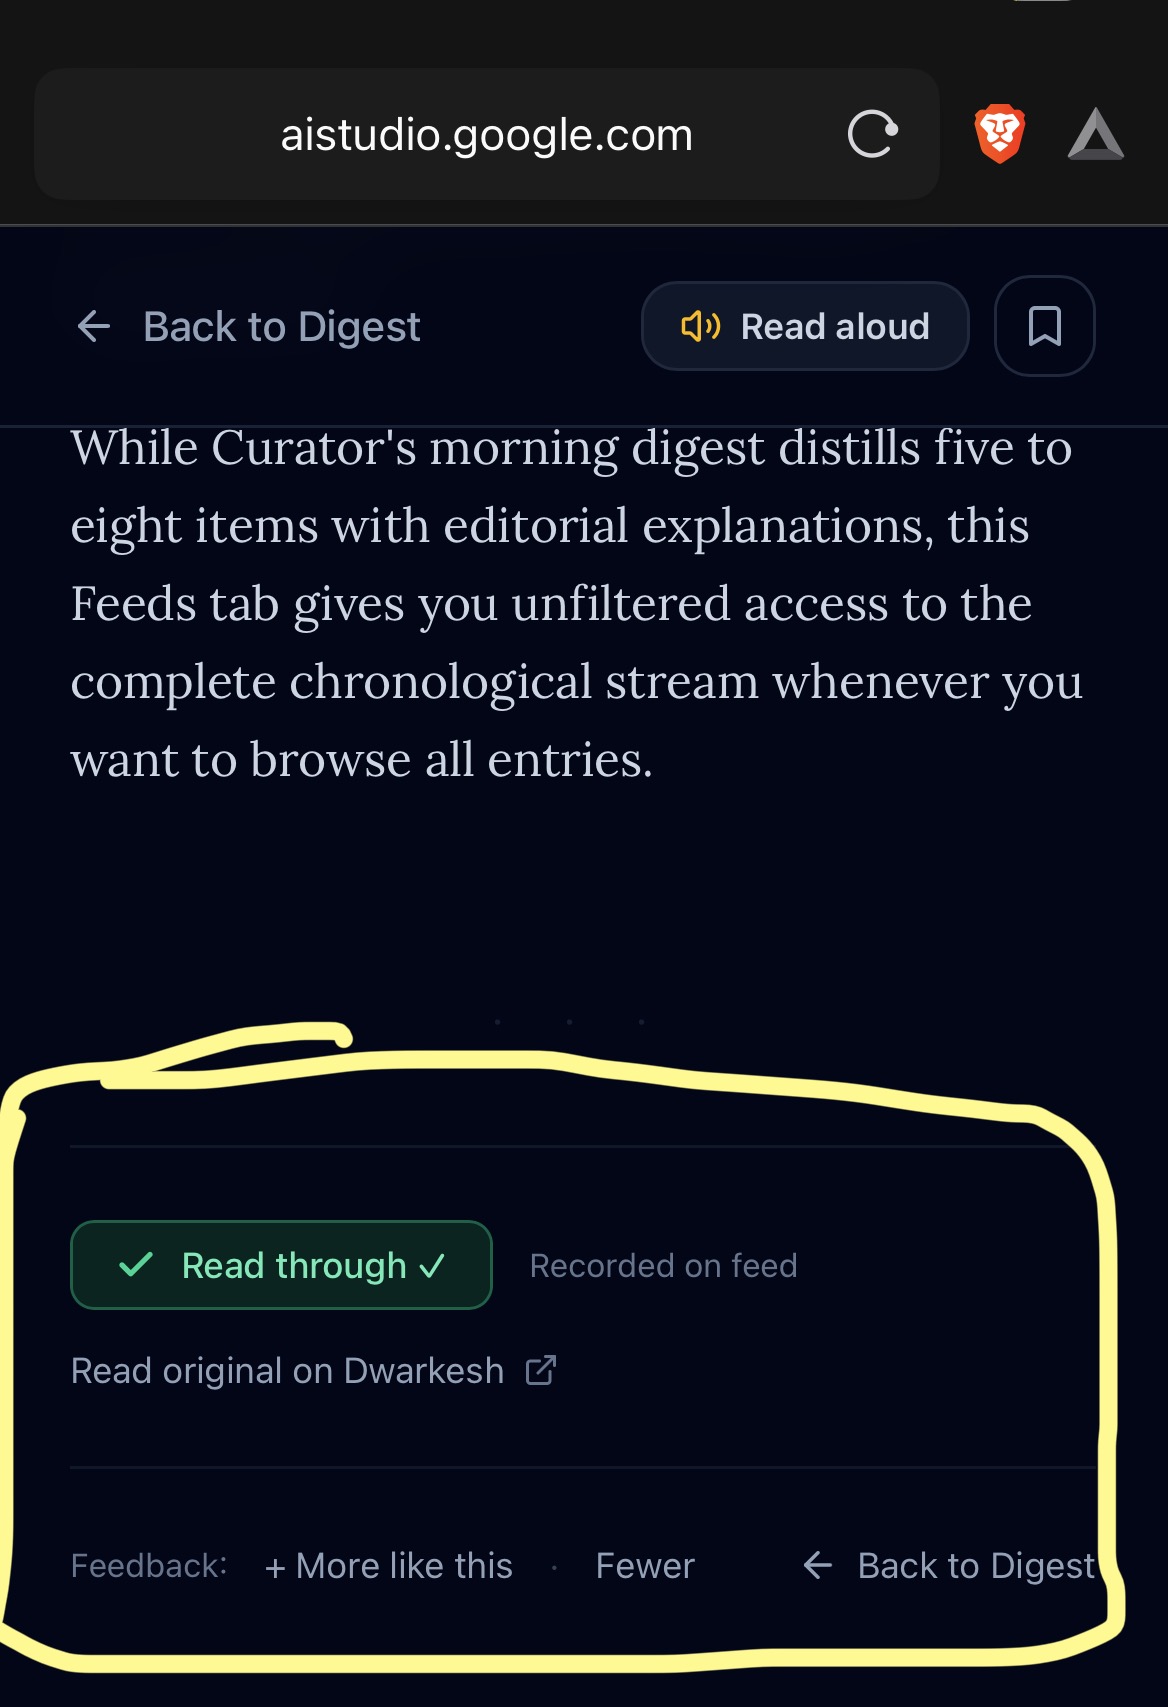 aistudio.google.com
Back to Digest
Read aloud
While Curator's morning digest distills five to
eight items with editorial explanations, this
Feeds tab gives you unfiltered access to the
complete chronological stream whenever you
want to browse all entries.
· · ·
Read through ✓
Recorded on feed
Read original on Dwarkesh
Feedback: + More like this · Fewer
Back to Digest